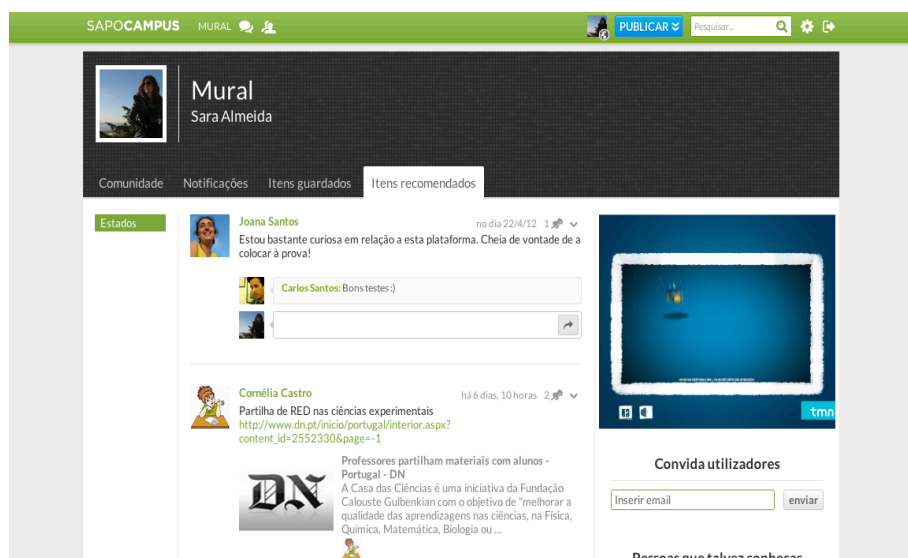 SAPOCAMPUS MURAL PUBLICAR Pesquisar...
Mural
Sara Almeida
Comunidade Notificações Itens guardados Itens recomendados
Estados
Joana Santos no dia 22/4/12 1
Estou bastante curiosa em relação a esta plataforma. Cheia de vontade de a
colocar à prova!
Carlos Santos: Bons testes :)
Cornélia Castro há 6 dias, 10 horas 2
Partilha de RED nas ciências experimentais
http://www.dn.pt/inicio/portugal/interior.aspx?
content_id=2552330&page=-1
DN
Professores partilham materiais com alunos -
Portugal - DN
A Casa das Ciências é uma iniciativa da Fundação
Calouste Gulbenkian com o objetivo de "melhorar a
qualidade das aprendizagens nas ciências, na Física,
Química, Matemática, Biologia ou ...
tmn
Convida utilizadores
Inserir email enviar
Pessoas que talvez conheças